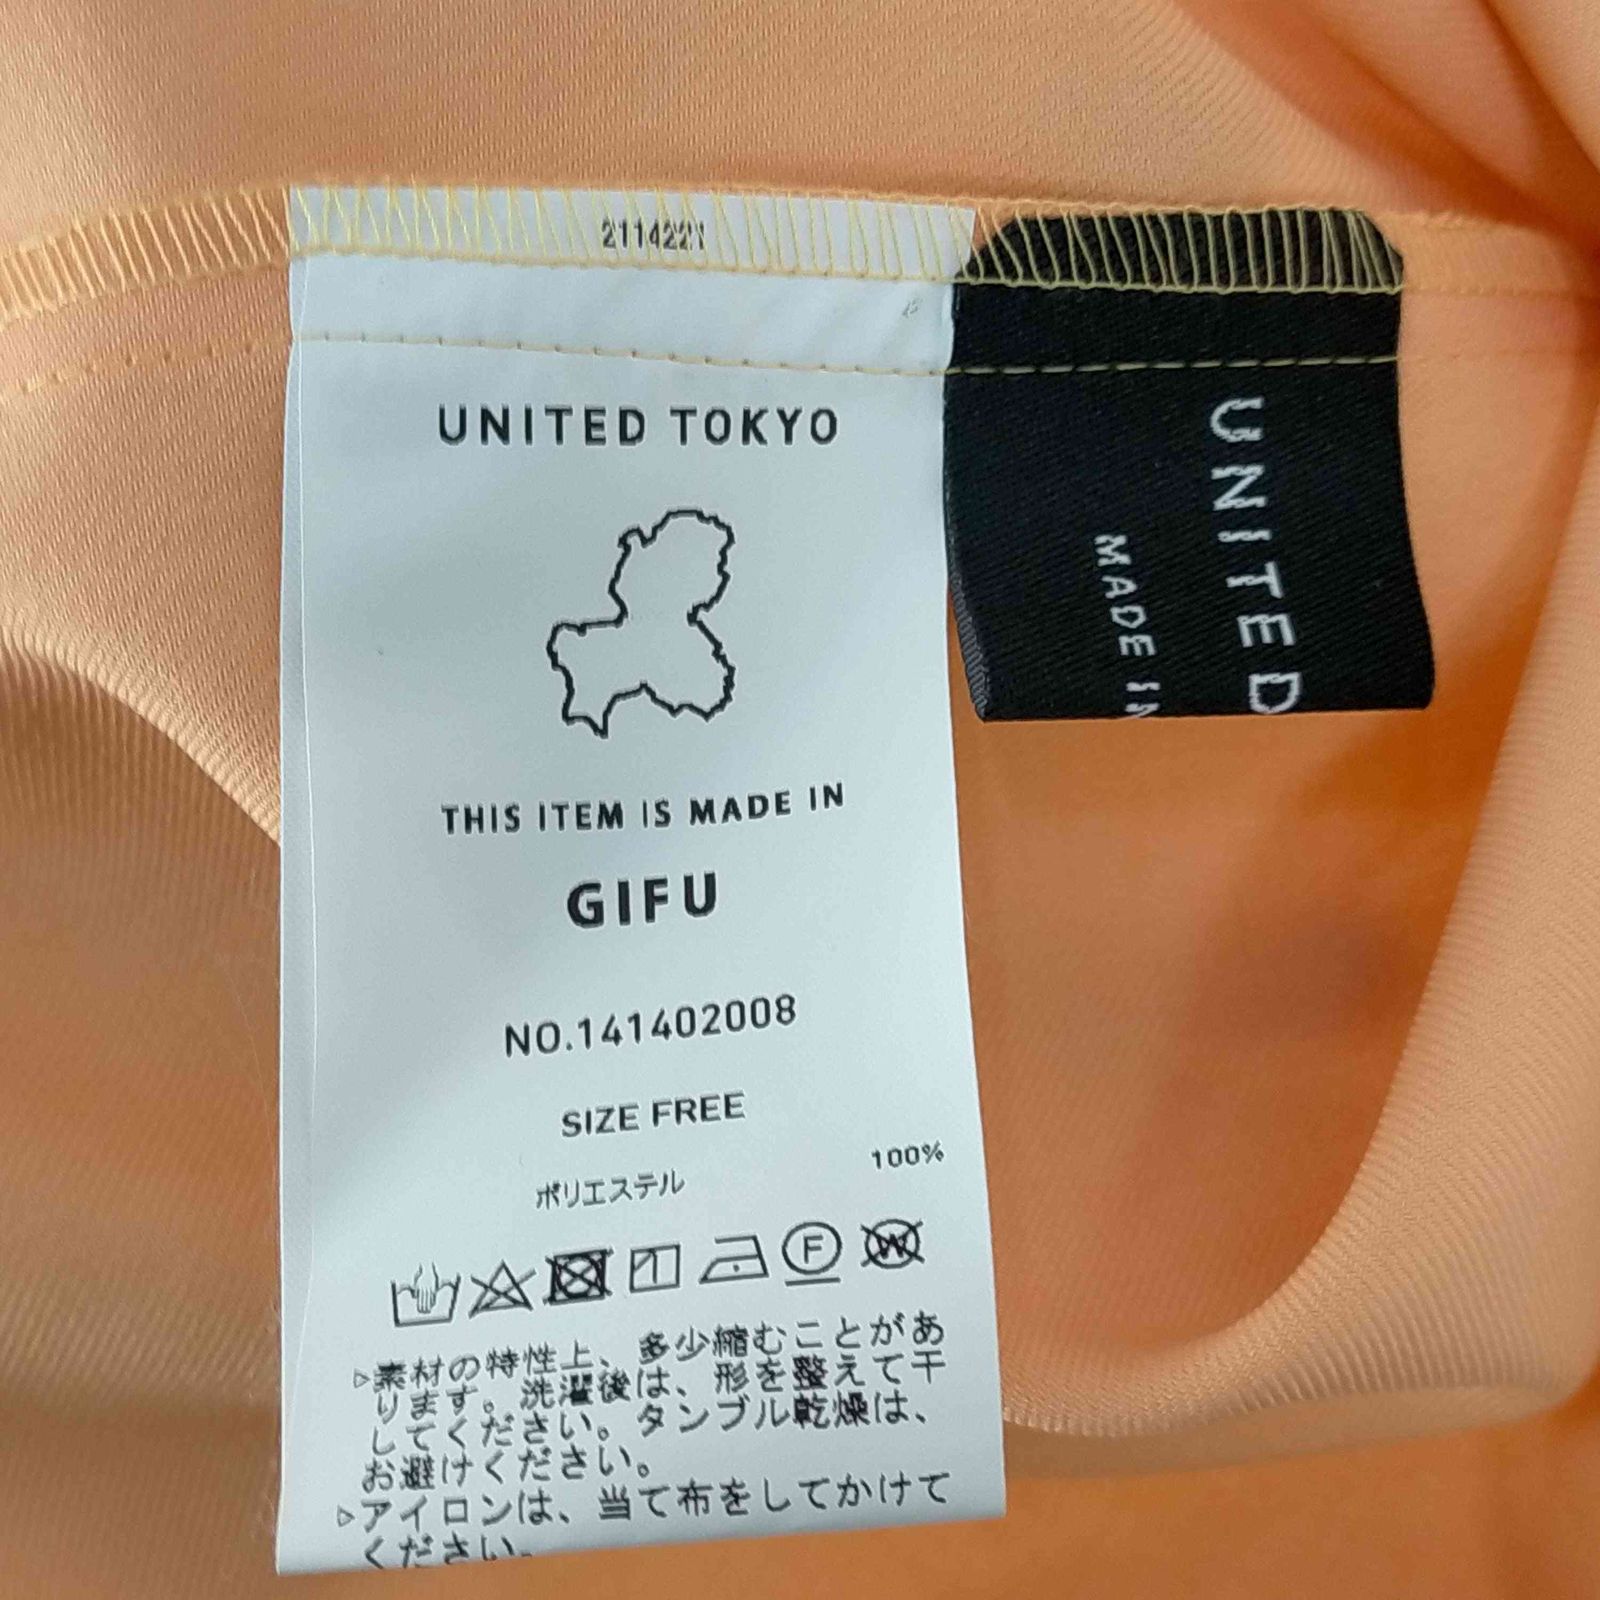 2114221
UNITED TOKYO
THIS ITEM IS MADE IN
GIFU
NO.141402008
SIZE FREE
100%
ポリエステル
F W
▷素材の特性上、多少縮むことがあ
ります。洗濯後は、形を整えて干
してください。タンブル乾燥は、
お避けください。
▷アイロンは、当て布をしてかけて
ください。
UNITED
MADE IN